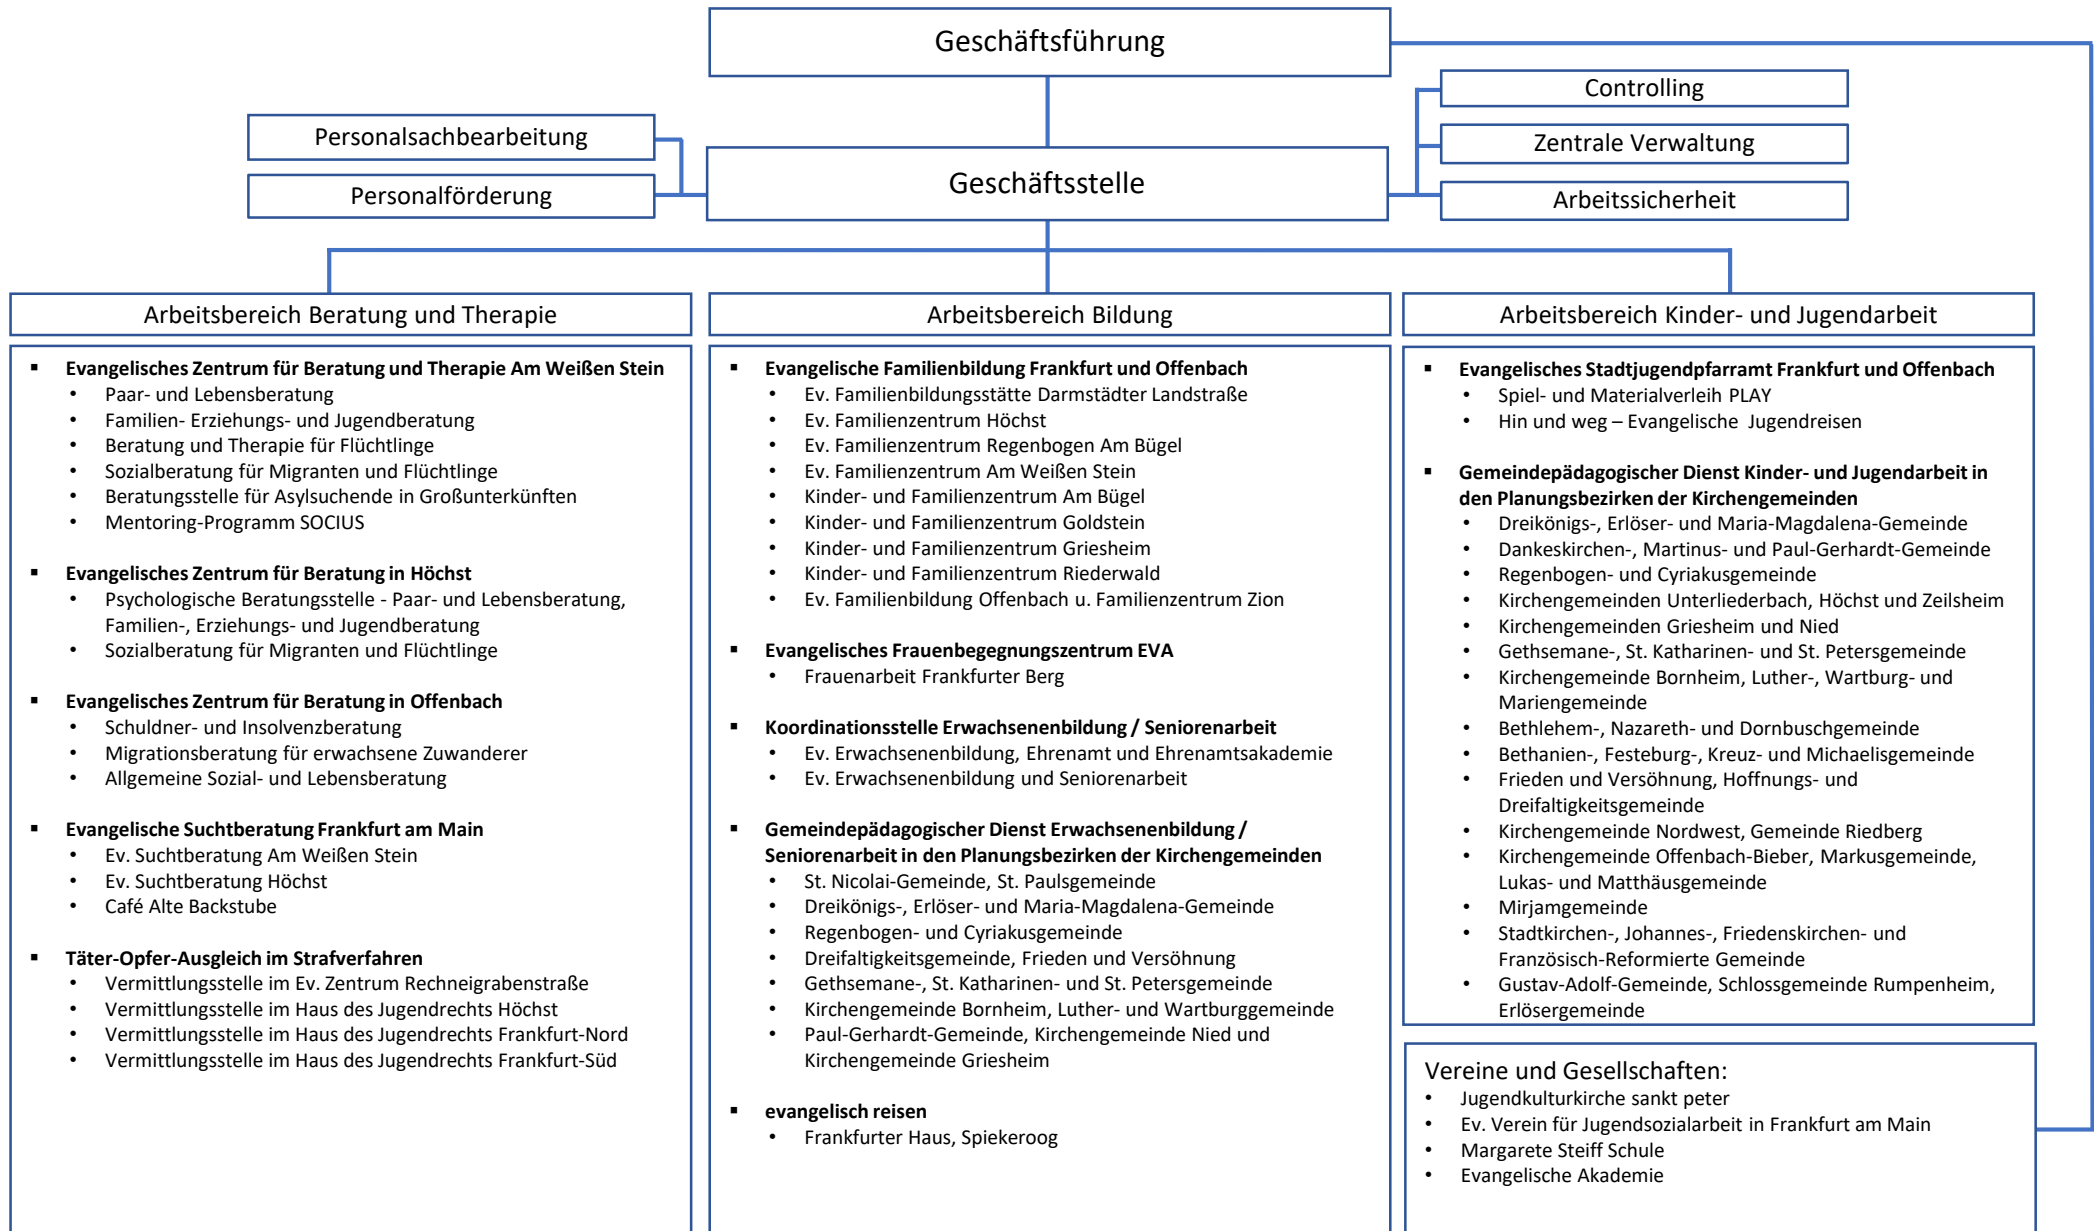 Geschäftsführung
Controlling
Personalsachbearbeitung
Zentrale Verwaltung
Geschäftsstelle
Personalförderung
Arbeitssicherheit
Arbeitsbereich Beratung und Therapie
▪ Evangelisches Zentrum für Beratung und Therapie Am Weißen Stein
• Paar- und Lebensberatung
• Familien- Erziehungs- und Jugendberatung
• Beratung und Therapie für Flüchtlinge
• Sozialberatung für Migranten und Flüchtlinge
• Beratungsstelle für Asylsuchende in Großunterkünften
• Mentoring-Programm SOCIUS
▪ Evangelisches Zentrum für Beratung in Höchst
• Psychologische Beratungsstelle - Paar- und Lebensberatung,
Familien-, Erziehungs- und Jugendberatung
• Sozialberatung für Migranten und Flüchtlinge
▪ Evangelisches Zentrum für Beratung in Offenbach
• Schuldner- und Insolvenzberatung
• Migrationsberatung für erwachsene Zuwanderer
• Allgemeine Sozial- und Lebensberatung
▪ Evangelische Suchtberatung Frankfurt am Main
• Ev. Suchtberatung Am Weißen Stein
• Ev. Suchtberatung Höchst
• Café Alte Backstube
▪ Täter-Opfer-Ausgleich im Strafverfahren
• Vermittlungsstelle im Ev. Zentrum Rechneigrabenstraße
• Vermittlungsstelle im Haus des Jugendrechts Höchst
• Vermittlungsstelle im Haus des Jugendrechts Frankfurt-Nord
• Vermittlungsstelle im Haus des Jugendrechts Frankfurt-Süd
Arbeitsbereich Bildung
▪ Evangelische Familienbildung Frankfurt und Offenbach
• Ev. Familienbildungsstätte Darmstädter Landstraße
• Ev. Familienzentrum Höchst
• Ev. Familienzentrum Regenbogen Am Bügel
• Ev. Familienzentrum Am Weißen Stein
• Kinder- und Familienzentrum Am Bügel
• Kinder- und Familienzentrum Goldstein
• Kinder- und Familienzentrum Griesheim
• Kinder- und Familienzentrum Riederwald
• Ev. Familienbildung Offenbach u. Familienzentrum Zion
▪ Evangelisches Frauenbegegnungszentrum EVA
• Frauenarbeit Frankfurter Berg
▪ Koordinationsstelle Erwachsenenbildung / Seniorenarbeit
• Ev. Erwachsenenbildung, Ehrenamt und Ehrenamtsakademie
• Ev. Erwachsenenbildung und Seniorenarbeit
▪ Gemeindepädagogischer Dienst Erwachsenenbildung /
Seniorenarbeit in den Planungsbezirken der Kirchengemeinden
• St. Nicolai-Gemeinde, St. Paulsgemeinde
• Dreikönigs-, Erlöser- und Maria-Magdalena-Gemeinde
• Regenbogen- und Cyriakusgemeinde
• Dreifaltigkeitsgemeinde, Frieden und Versöhnung
• Gethsemane-, St. Katharinen- und St. Petersgemeinde
• Kirchengemeinde Bornheim, Luther- und Wartburggemeinde
• Paul-Gerhardt-Gemeinde, Kirchengemeinde Nied und
Kirchengemeinde Griesheim
▪ evangelisch reisen
• Frankfurter Haus, Spiekeroog
Arbeitsbereich Kinder- und Jugendarbeit
▪ Evangelisches Stadtjugendpfarramt Frankfurt und Offenbach
• Spiel- und Materialverleih PLAY
• Hin und weg – Evangelische Jugendreisen
▪ Gemeindepädagogischer Dienst Kinder- und Jugendarbeit in
den Planungsbezirken der Kirchengemeinden
• Dreikönigs-, Erlöser- und Maria-Magdalena-Gemeinde
• Dankeskirchen-, Martinus- und Paul-Gerhardt-Gemeinde
• Regenbogen- und Cyriakusgemeinde
• Kirchengemeinden Unterliederbach, Höchst und Zeilsheim
• Kirchengemeinden Griesheim und Nied
• Gethsemane-, St. Katharinen- und St. Petersgemeinde
• Kirchengemeinde Bornheim, Luther-, Wartburg- und
Mariengemeinde
• Bethlehem-, Nazareth- und Dornbuschgemeinde
• Bethanien-, Festeburg-, Kreuz- und Michaelisgemeinde
• Frieden und Versöhnung, Hoffnungs- und
Dreifaltigkeitsgemeinde
• Kirchengemeinde Nordwest, Gemeinde Riedberg
• Kirchengemeinde Offenbach-Bieber, Markusgemeinde,
Lukas- und Matthäusgemeinde
• Mirjamgemeinde
• Stadtkirchen-, Johannes-, Friedenskirchen- und
Französisch-Reformierte Gemeinde
• Gustav-Adolf-Gemeinde, Schlossgemeinde Rumpenheim,
Erlösergemeinde
Vereine und Gesellschaften:
• Jugendkulturkirche sankt peter
• Ev. Verein für Jugendsozialarbeit in Frankfurt am Main
• Margarete Steiff Schule
• Evangelische Akademie